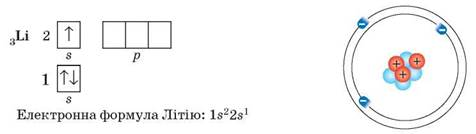 ₃Li 2 ↑
s p
1 ↑↓
s
Електронна формула Літію: 1s²2s¹
- - -
+ + +